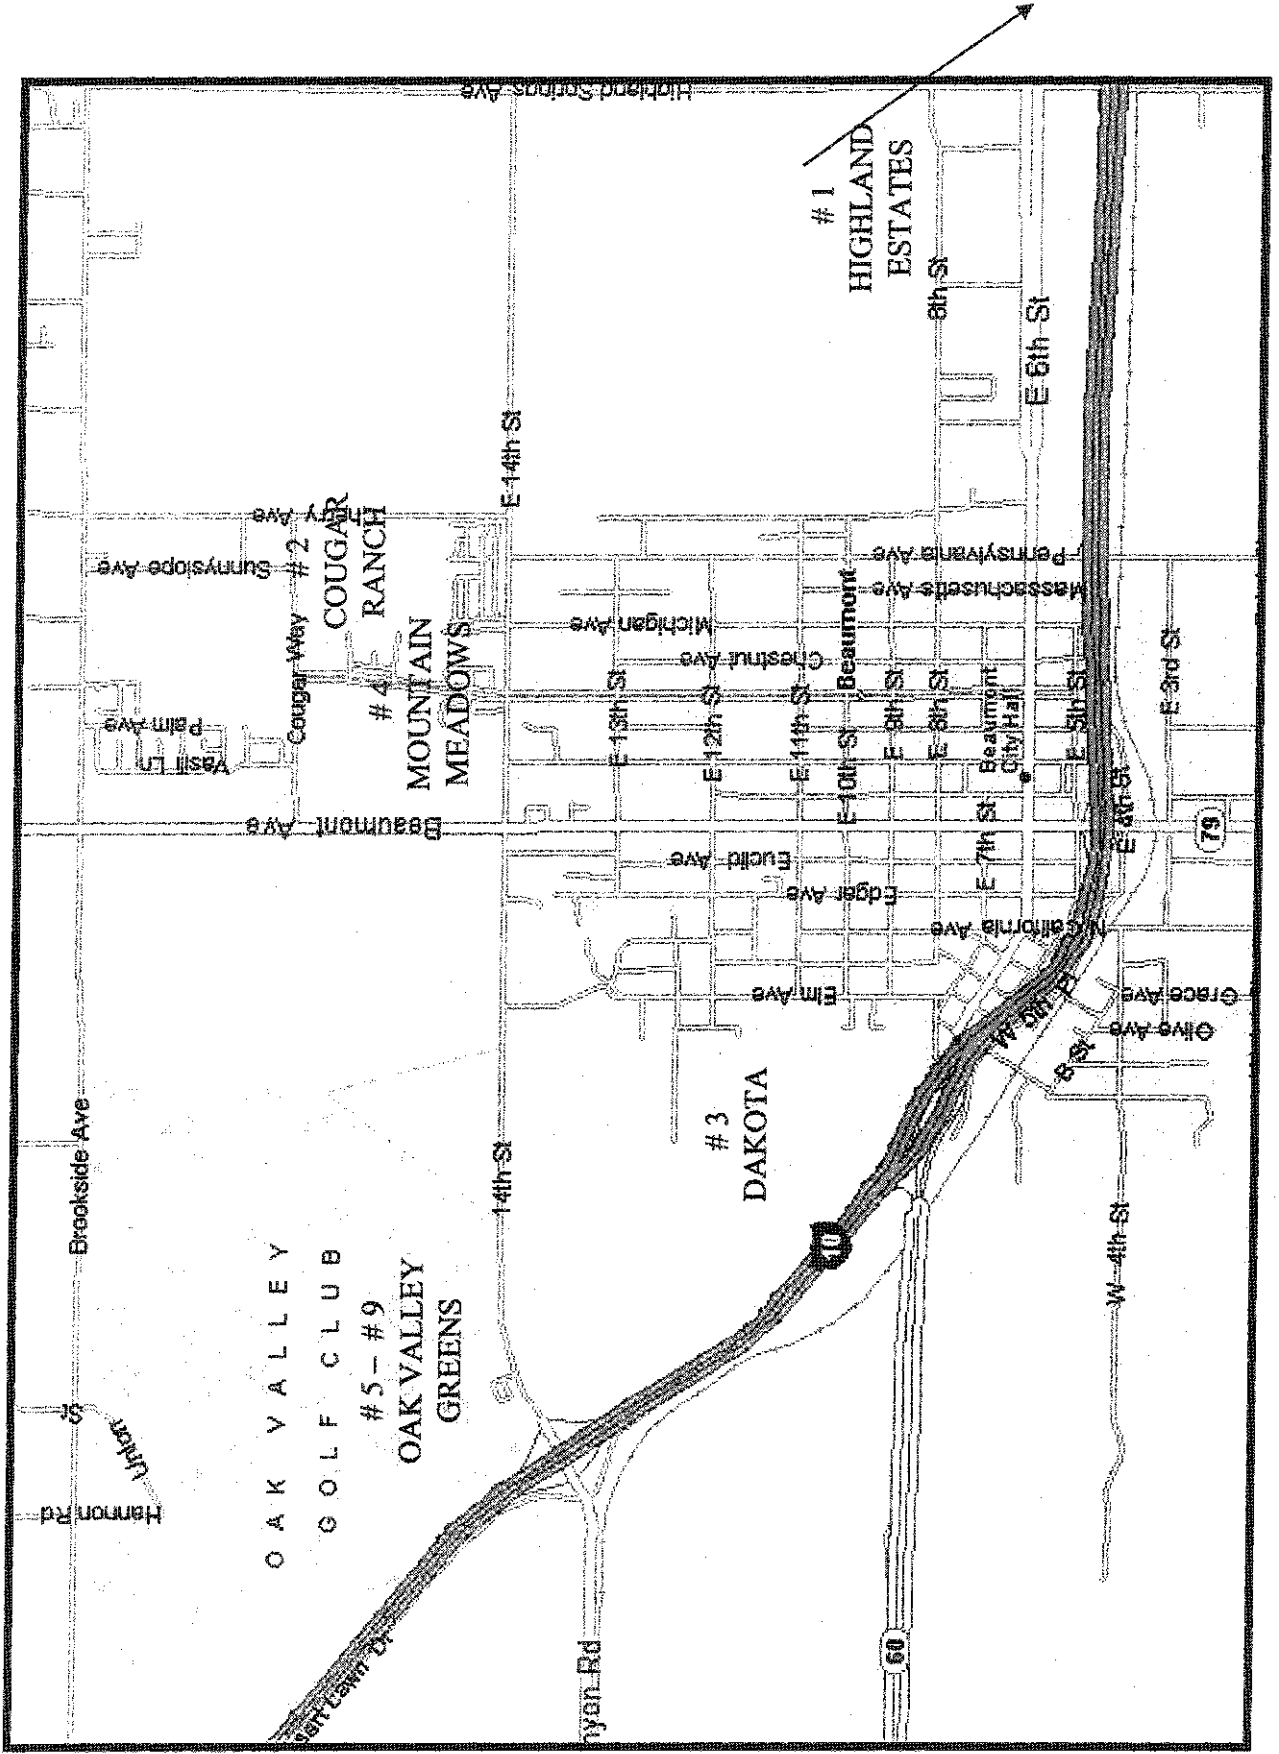 Highland Springs Ave
# 1
HIGHLAND
ESTATES
8th St
E 6th St
E 14th St
Cherry Ave
Sunnyslope Ave
# 2
COUGAR
RANCH
Cougar Way
# 4
MOUNTAIN
MEADOWS
Palm Ave
Vasili Ln
Beaumont Ave
Pennsylvania Ave
Massachusetts Ave
Michigan Ave
Chestnut Ave
Beaumont
E 13th St
E 12th St
E 11th St
E 10th St
E 9th St
E 8th St
Beaumont
City Hall
E 7th St
E 5th St
E 4th St
E 3rd St
79
Euclid Ave
Edgar Ave
N California Ave
Elm Ave
Grace Ave
Olive Ave
B St
W 4th St
Brookside Ave
14th St
# 3
DAKOTA
10
60
OAK VALLEY
GOLF CLUB
# 5 – # 9
OAK VALLEY
GREENS
Union
St
Hannon Rd
Lawn Dr
nyon Rd